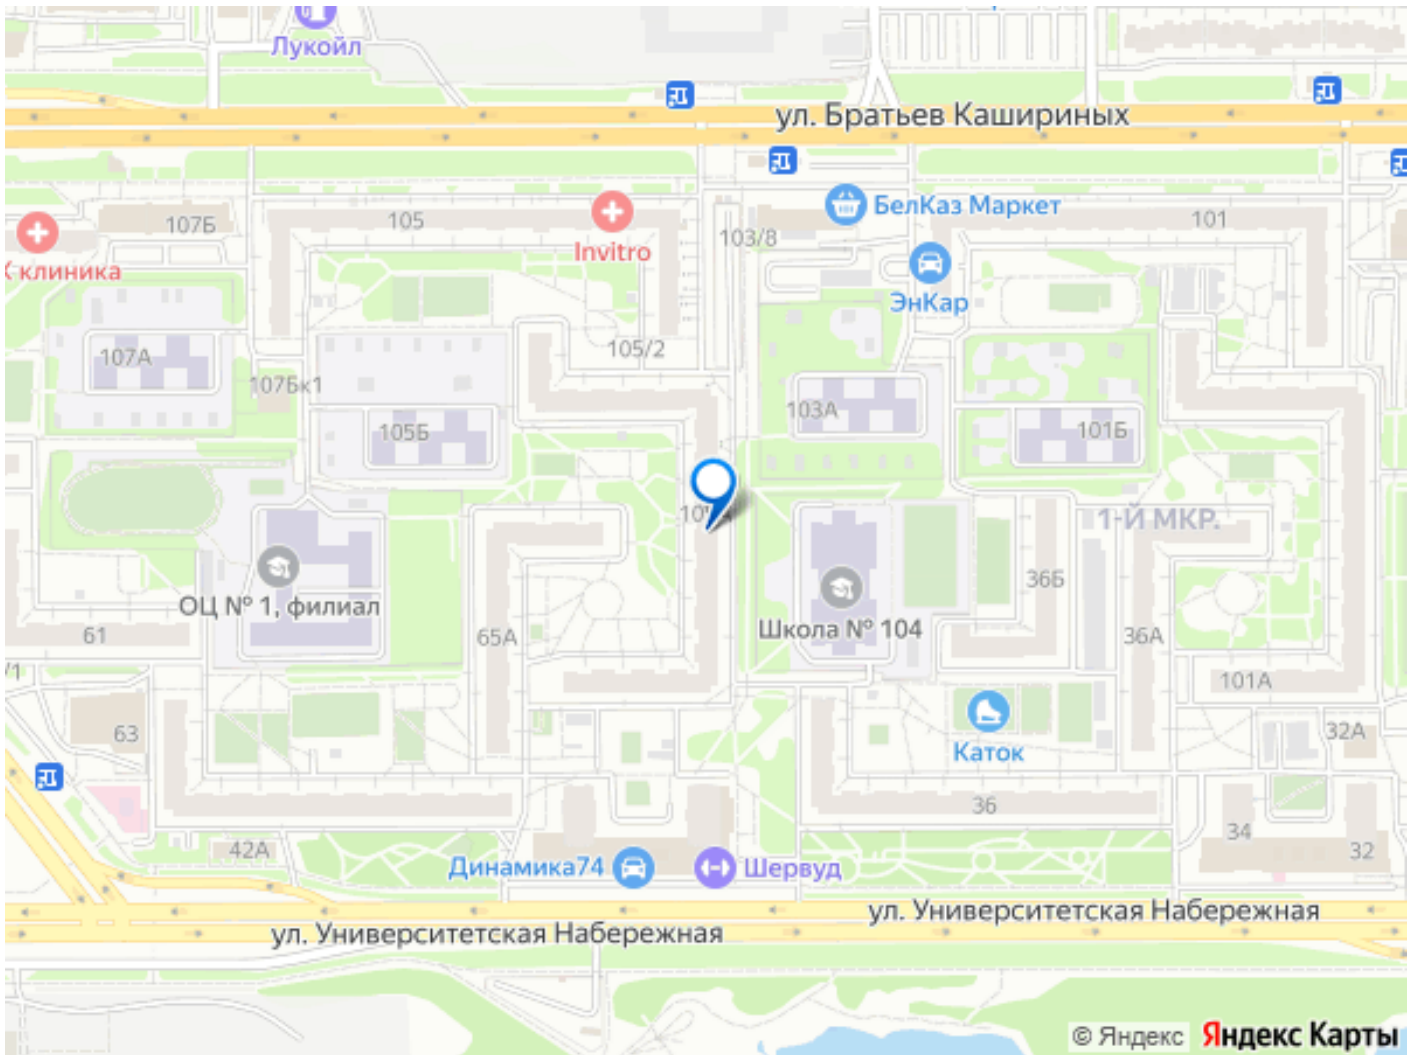 Лукойл
ул. Братьев Кашириных
БелКаз Маркет
107Б
105
101
103/8
Invitro
клиника
ЭнКар
105/2
107А
107Бк1
103А
105Б
101Б
1-Й МКР.
ОЦ № 1, филиал
36Б
Школа № 104
61
65А
36А
/1
101А
63
32А
Каток
36
34
42А
32
Динамика74
Шервуд
ул. Университетская Набережная
ул. Университетская Набережная
© Яндекс Яндекс Карты